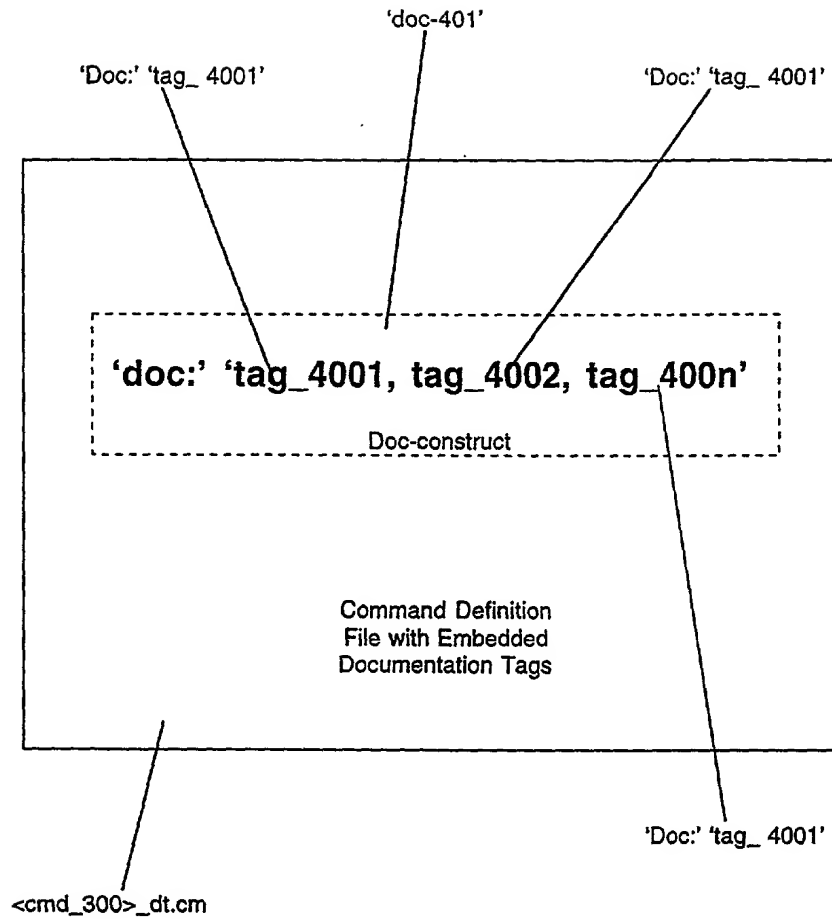 'doc-401'
'Doc:' 'tag_ 4001'
'Doc:' 'tag_ 4001'
'doc:' 'tag_4001, tag_4002, tag_400n'
Doc-construct
Command Definition
File with Embedded
Documentation Tags
'Doc:' 'tag_ 4001'
<cmd_300>_dt.cm